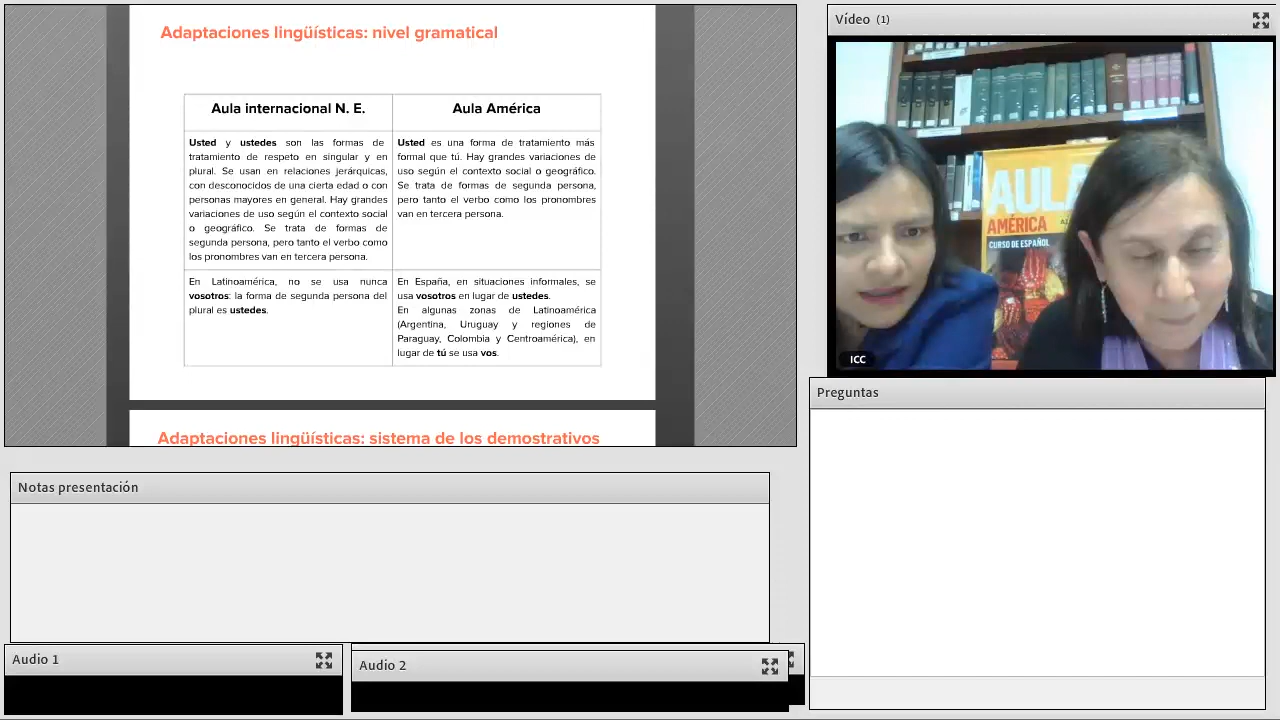 Adaptaciones lingüísticas: nivel gramatical
Aula internacional N. E.
Aula América
Usted y ustedes son las formas de
tratamiento de respeto en singular y en
plural. Se usan en relaciones jerárquicas,
con desconocidos de una cierta edad o con
personas mayores en general. Hay grandes
variaciones de uso según el contexto social
o geográfico. Se trata de formas de
segunda persona, pero tanto el verbo como
los pronombres van en tercera persona.
Usted es una forma de tratamiento más
formal que tú. Hay grandes variaciones de
uso según el contexto social o geográfico.
Se trata de formas de segunda persona,
pero tanto el verbo como los pronombres
van en tercera persona.
En Latinoamérica, no se usa nunca
vosotros: la forma de segunda persona del
plural es ustedes.
En España, en situaciones informales, se
usa vosotros en lugar de ustedes.
En algunas zonas de Latinoamérica
(Argentina, Uruguay y regiones de
Paraguay, Colombia y Centroamérica), en
lugar de tú se usa vos.
Adaptaciones lingüísticas: sistema de los demostrativos
Vídeo (1)
AULA
AMÉRICA
CURSO DE ESPAÑOL
ICC
Preguntas
Notas presentación
Audio 1
Audio 2